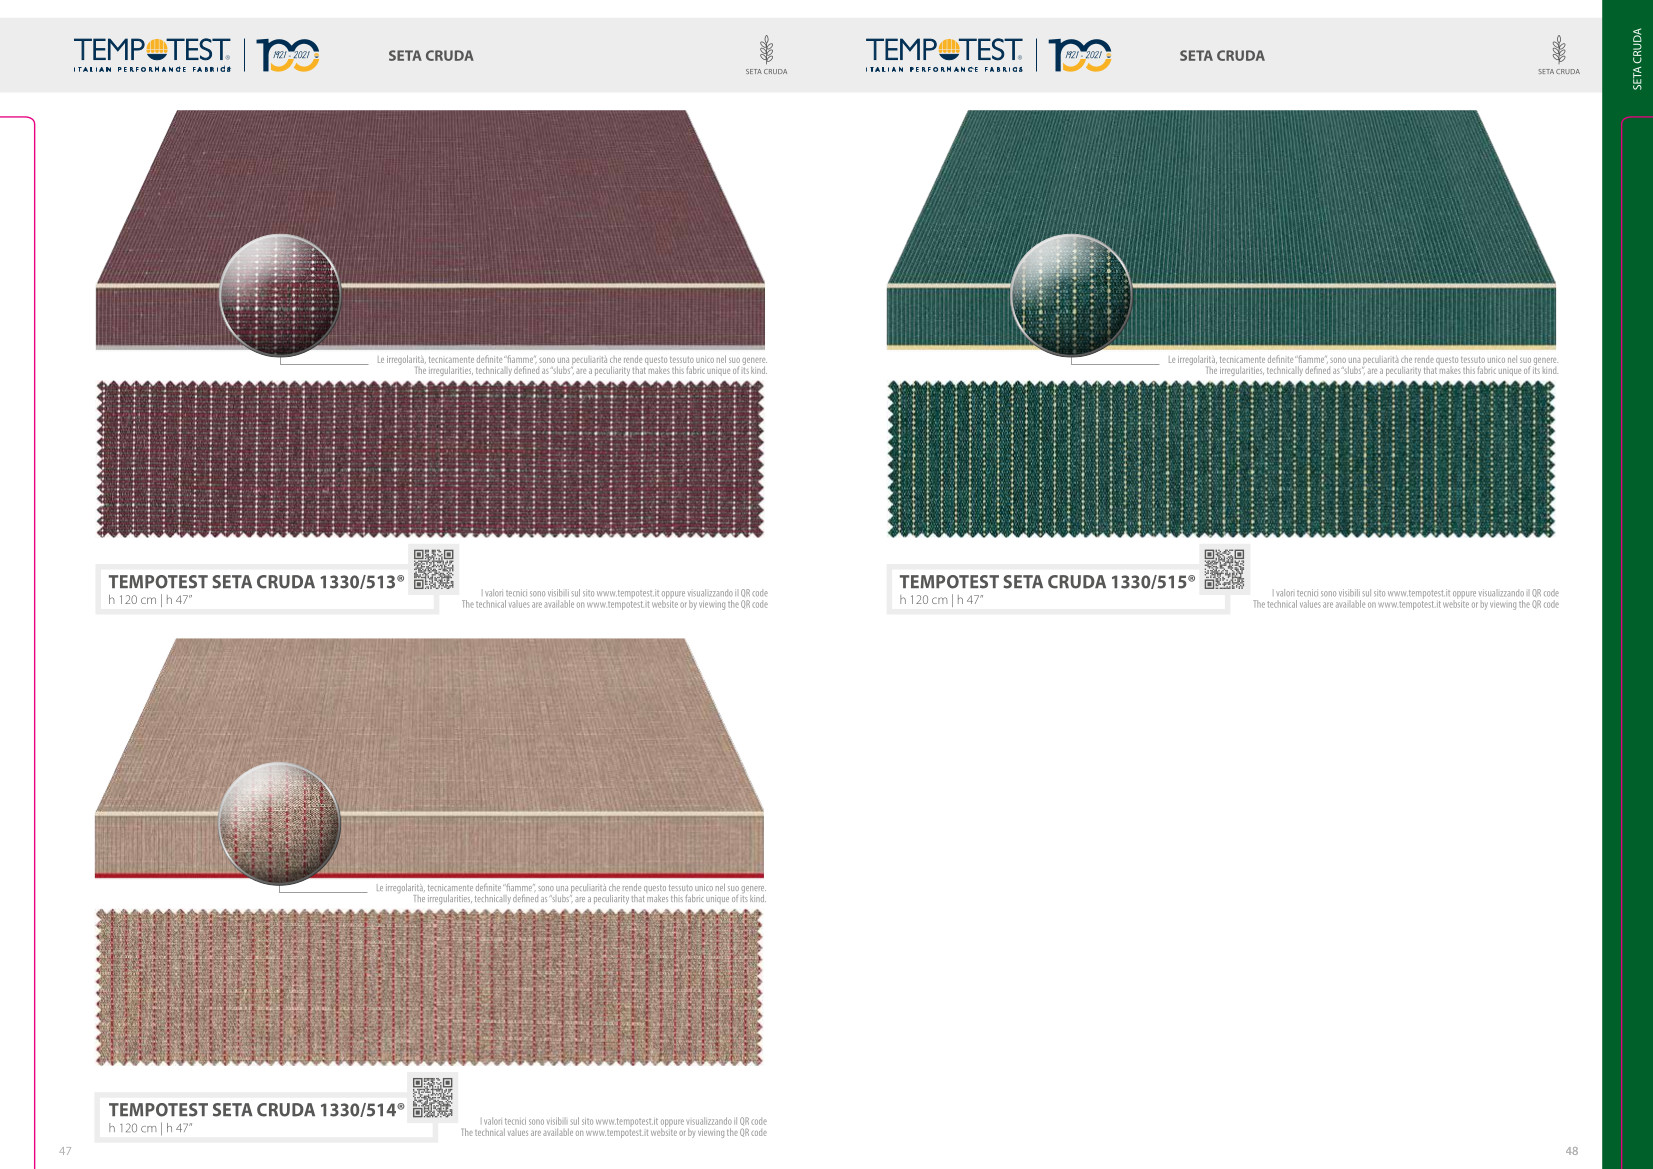 TEMPOTEST®
ITALIAN PERFORMANCE FABRICS
100
1921 - 2021
SETA CRUDA
SETA CRUDA
Le irregolarità, tecnicamente definite “fiamme”, sono una peculiarità che rende questo tessuto unico nel suo genere.
The irregularities, technically defined as “slubs”, are a peculiarity that makes this fabric unique of its kind.
TEMPOTEST SETA CRUDA 1330/513®
h 120 cm | h 47”
I valori tecnici sono visibili sul sito www.tempotest.it oppure visualizzando il QR code
The technical values are available on www.tempotest.it website or by viewing the QR code
Le irregolarità, tecnicamente definite “fiamme”, sono una peculiarità che rende questo tessuto unico nel suo genere.
The irregularities, technically defined as “slubs”, are a peculiarity that makes this fabric unique of its kind.
TEMPOTEST SETA CRUDA 1330/514®
h 120 cm | h 47”
I valori tecnici sono visibili sul sito www.tempotest.it oppure visualizzando il QR code
The technical values are available on www.tempotest.it website or by viewing the QR code
47
TEMPOTEST®
ITALIAN PERFORMANCE FABRICS
100
1921 - 2021
SETA CRUDA
SETA CRUDA
SETA CRUDA
Le irregolarità, tecnicamente definite “fiamme”, sono una peculiarità che rende questo tessuto unico nel suo genere.
The irregularities, technically defined as “slubs”, are a peculiarity that makes this fabric unique of its kind.
TEMPOTEST SETA CRUDA 1330/515®
h 120 cm | h 47”
I valori tecnici sono visibili sul sito www.tempotest.it oppure visualizzando il QR code
The technical values are available on www.tempotest.it website or by viewing the QR code
48